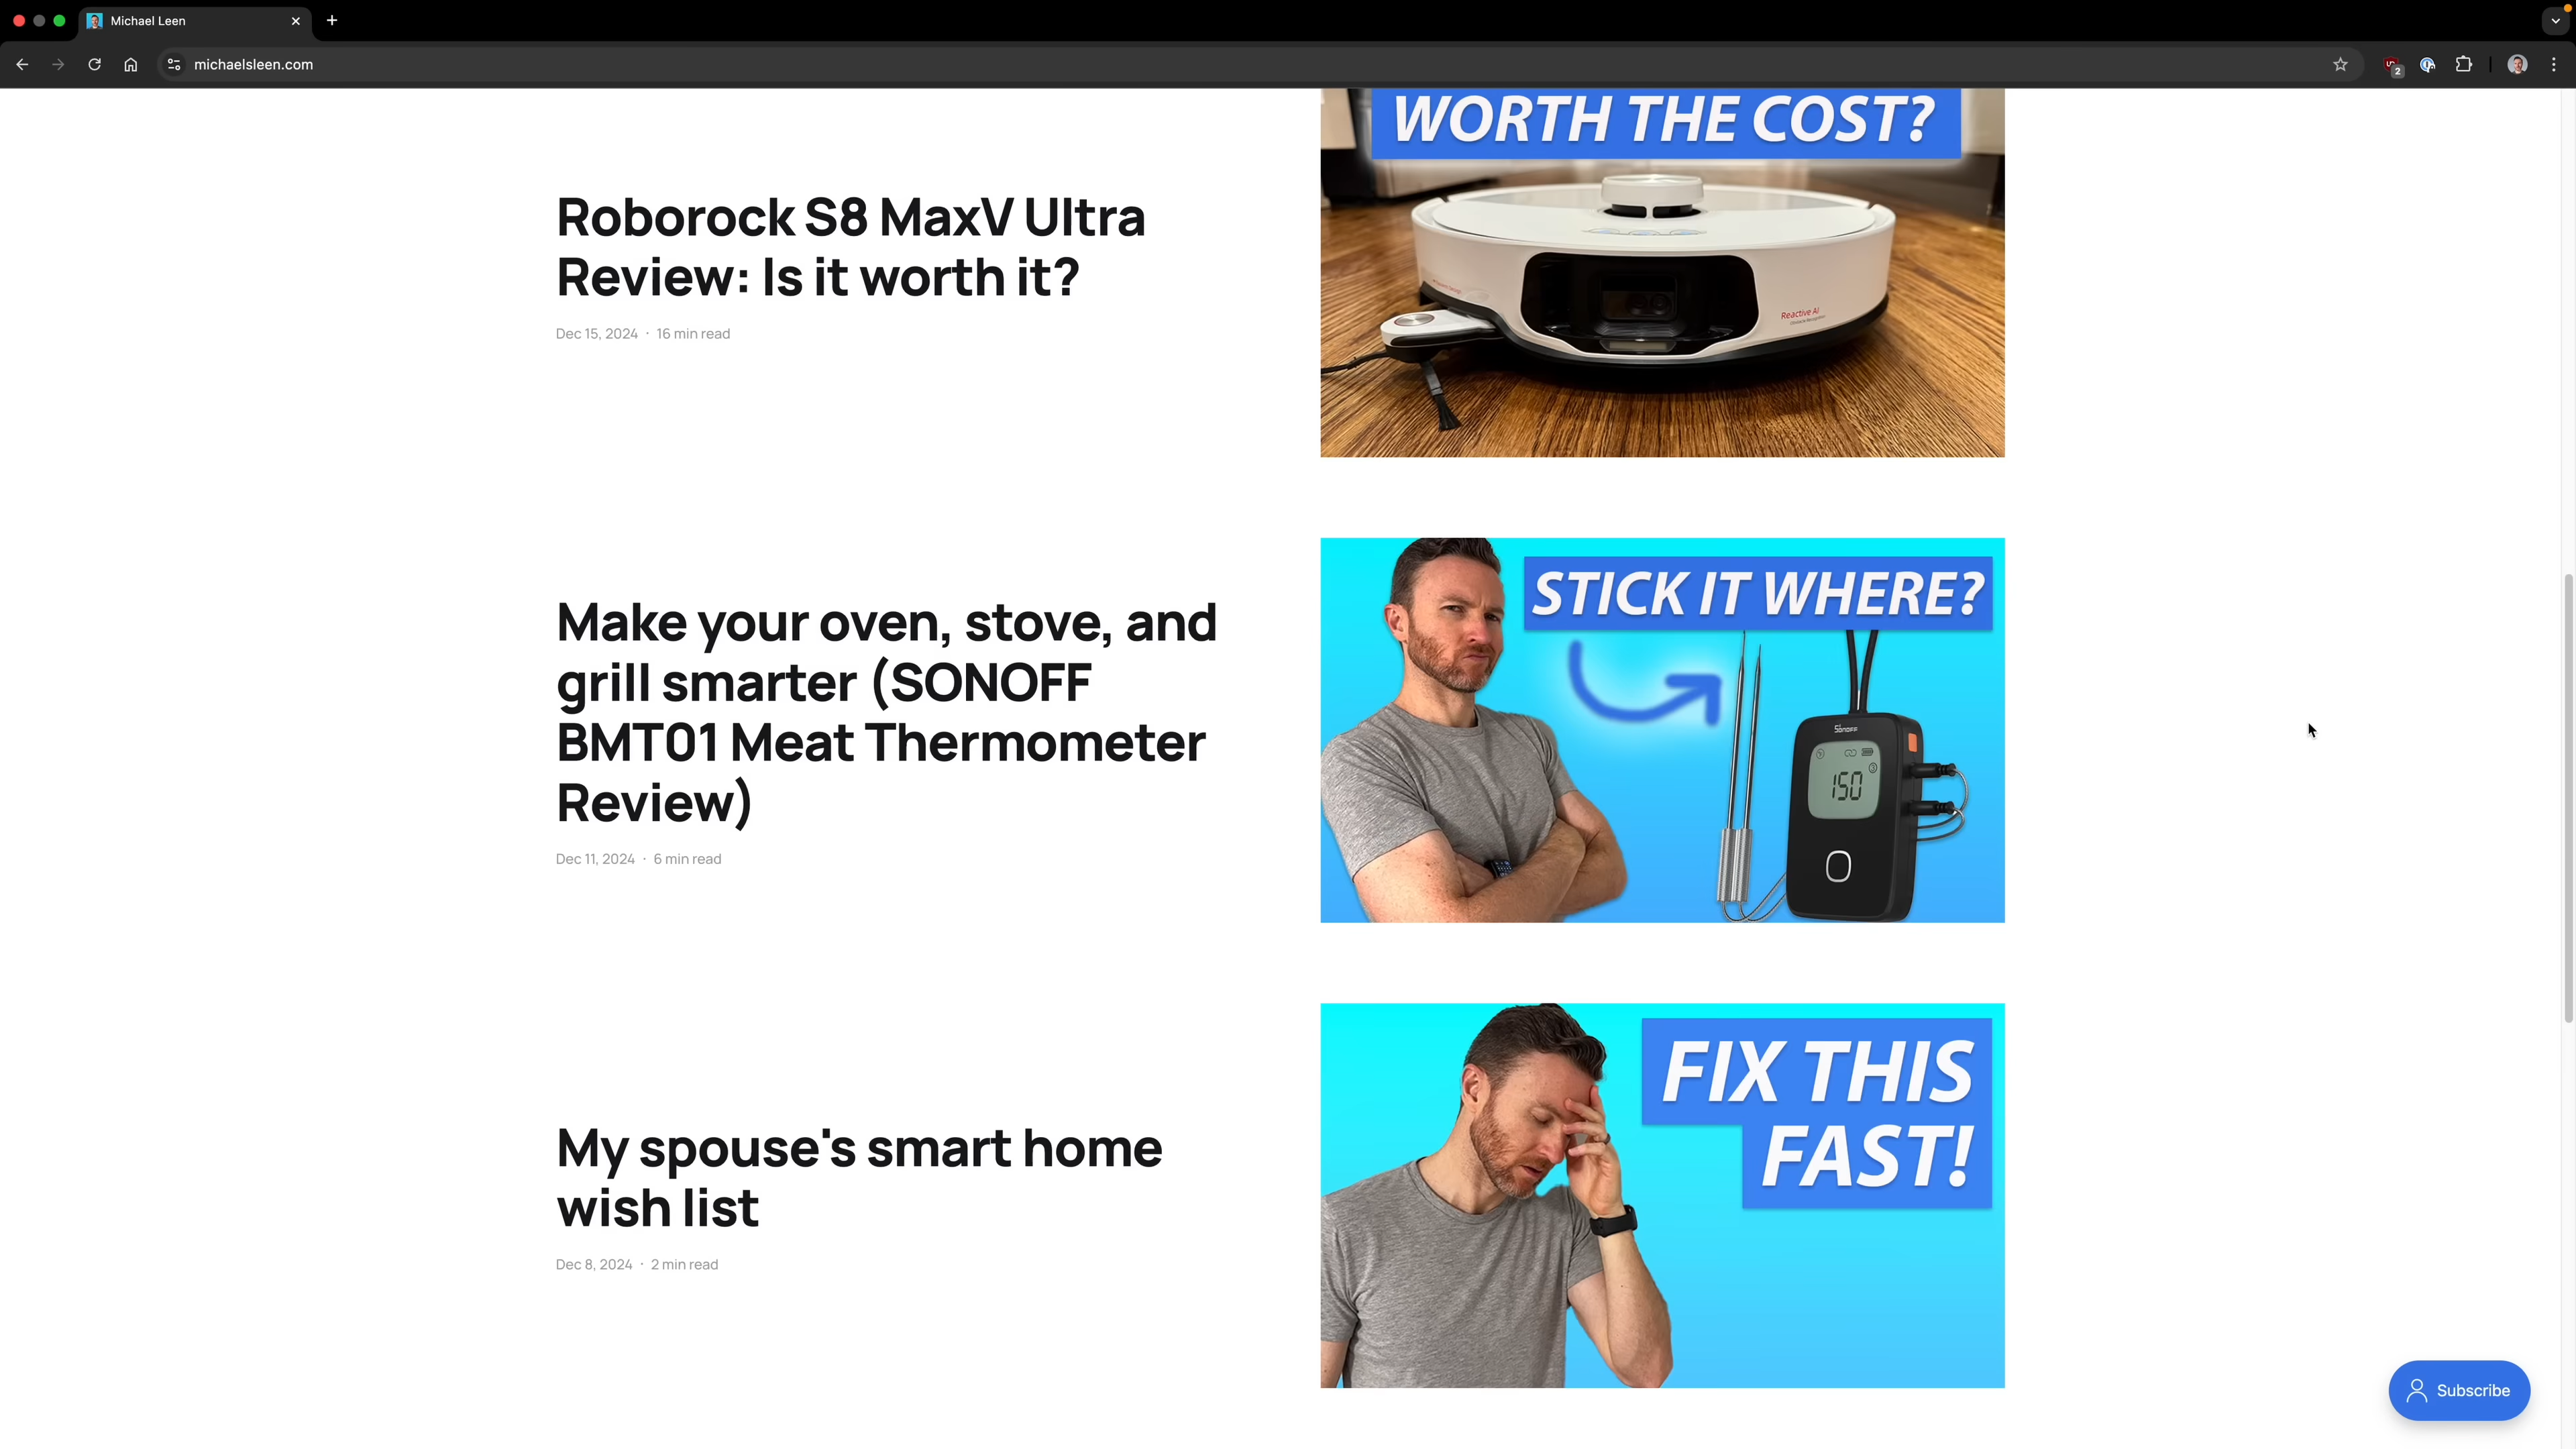 Michael Leen
michaelsleen.com
2
WORTH THE COST?
Roborock S8 MaxV Ultra
Review: Is it worth it?
Dec 15, 2024 · 16 min read
Reactive AI
Make your oven, stove, and
grill smarter (SONOFF
BMT01 Meat Thermometer
Review)
Dec 11, 2024 · 6 min read
STICK IT WHERE?
SONOFF
150
My spouse's smart home
wish list
Dec 8, 2024 · 2 min read
FIX THIS
FAST!
Subscribe